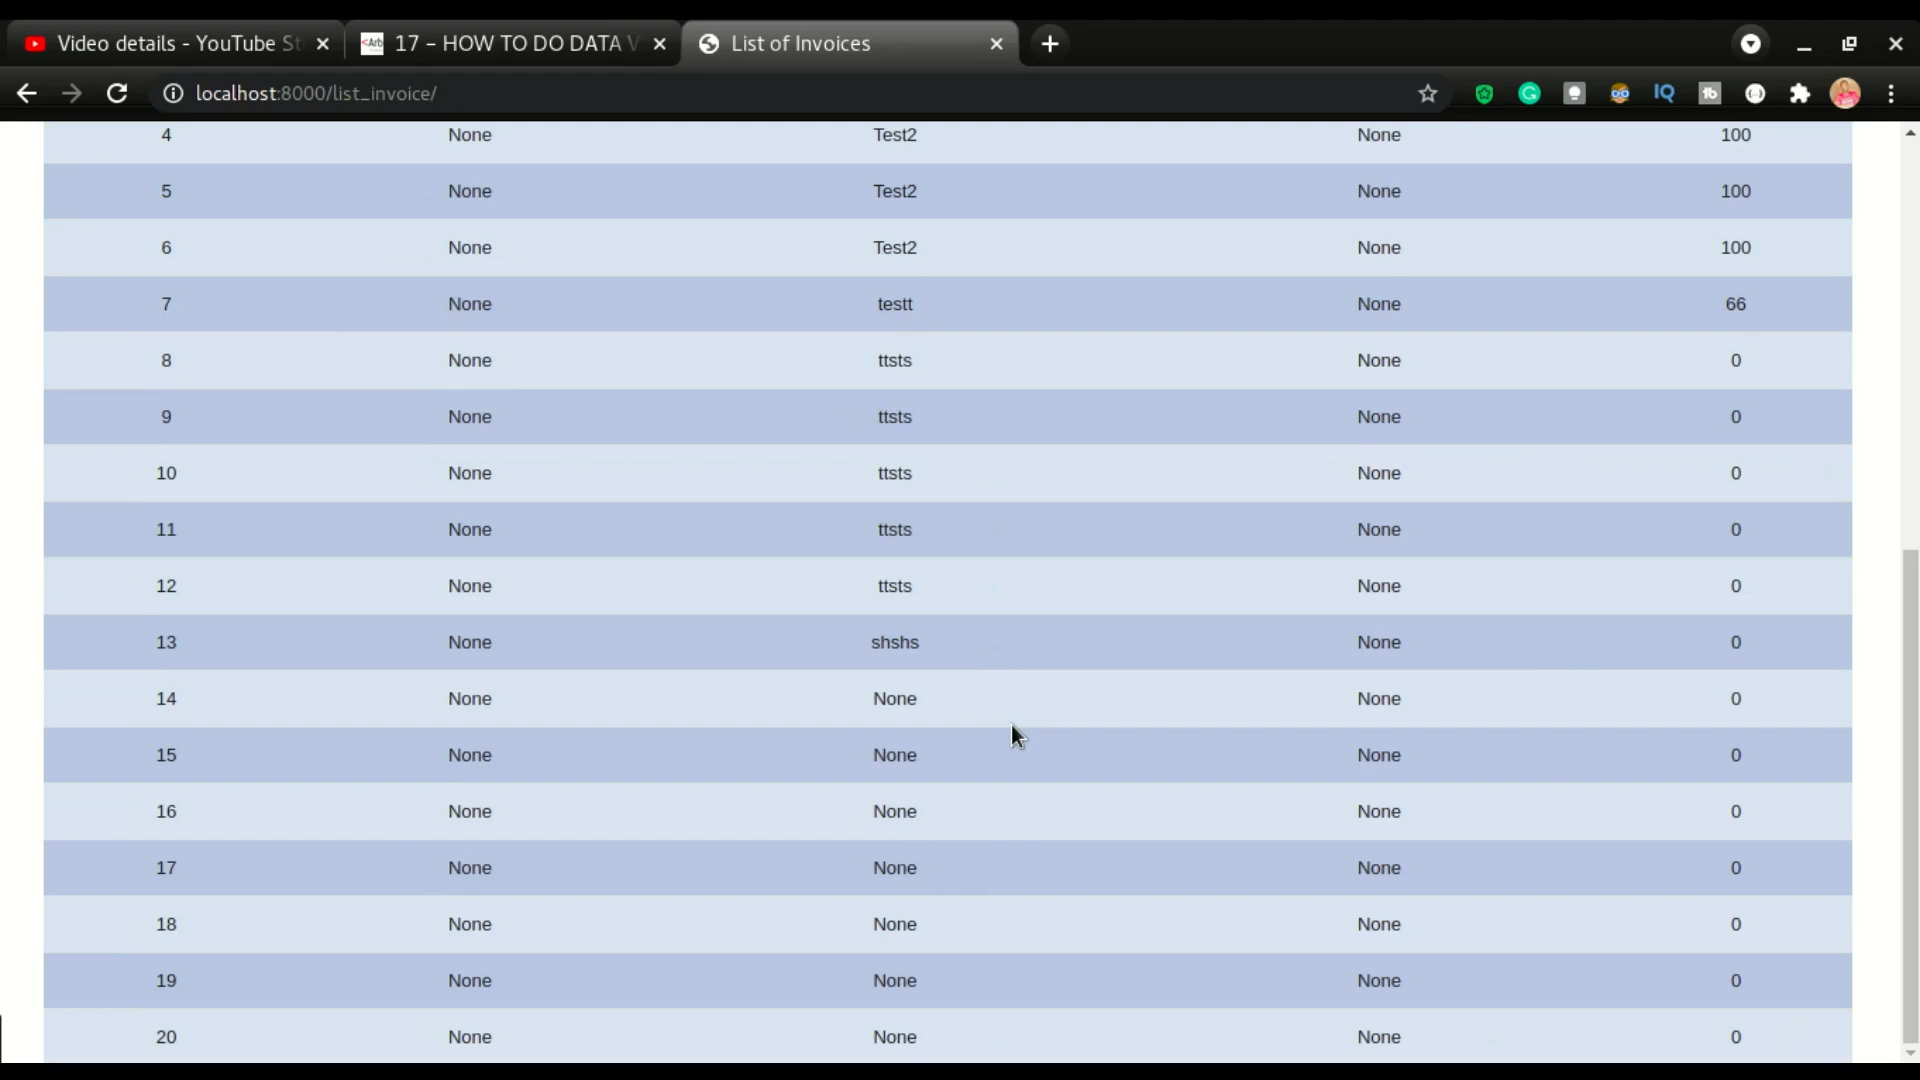 Video details - YouTube St
17 – HOW TO DO DATA V
List of Invoices
localhost:8000/list_invoice/
4 None Test2 None 100
5 None Test2 None 100
6 None Test2 None 100
7 None testt None 66
8 None ttsts None 0
9 None ttsts None 0
10 None ttsts None 0
11 None ttsts None 0
12 None ttsts None 0
13 None shshs None 0
14 None None None 0
15 None None None 0
16 None None None 0
17 None None None 0
18 None None None 0
19 None None None 0
20 None None None 0